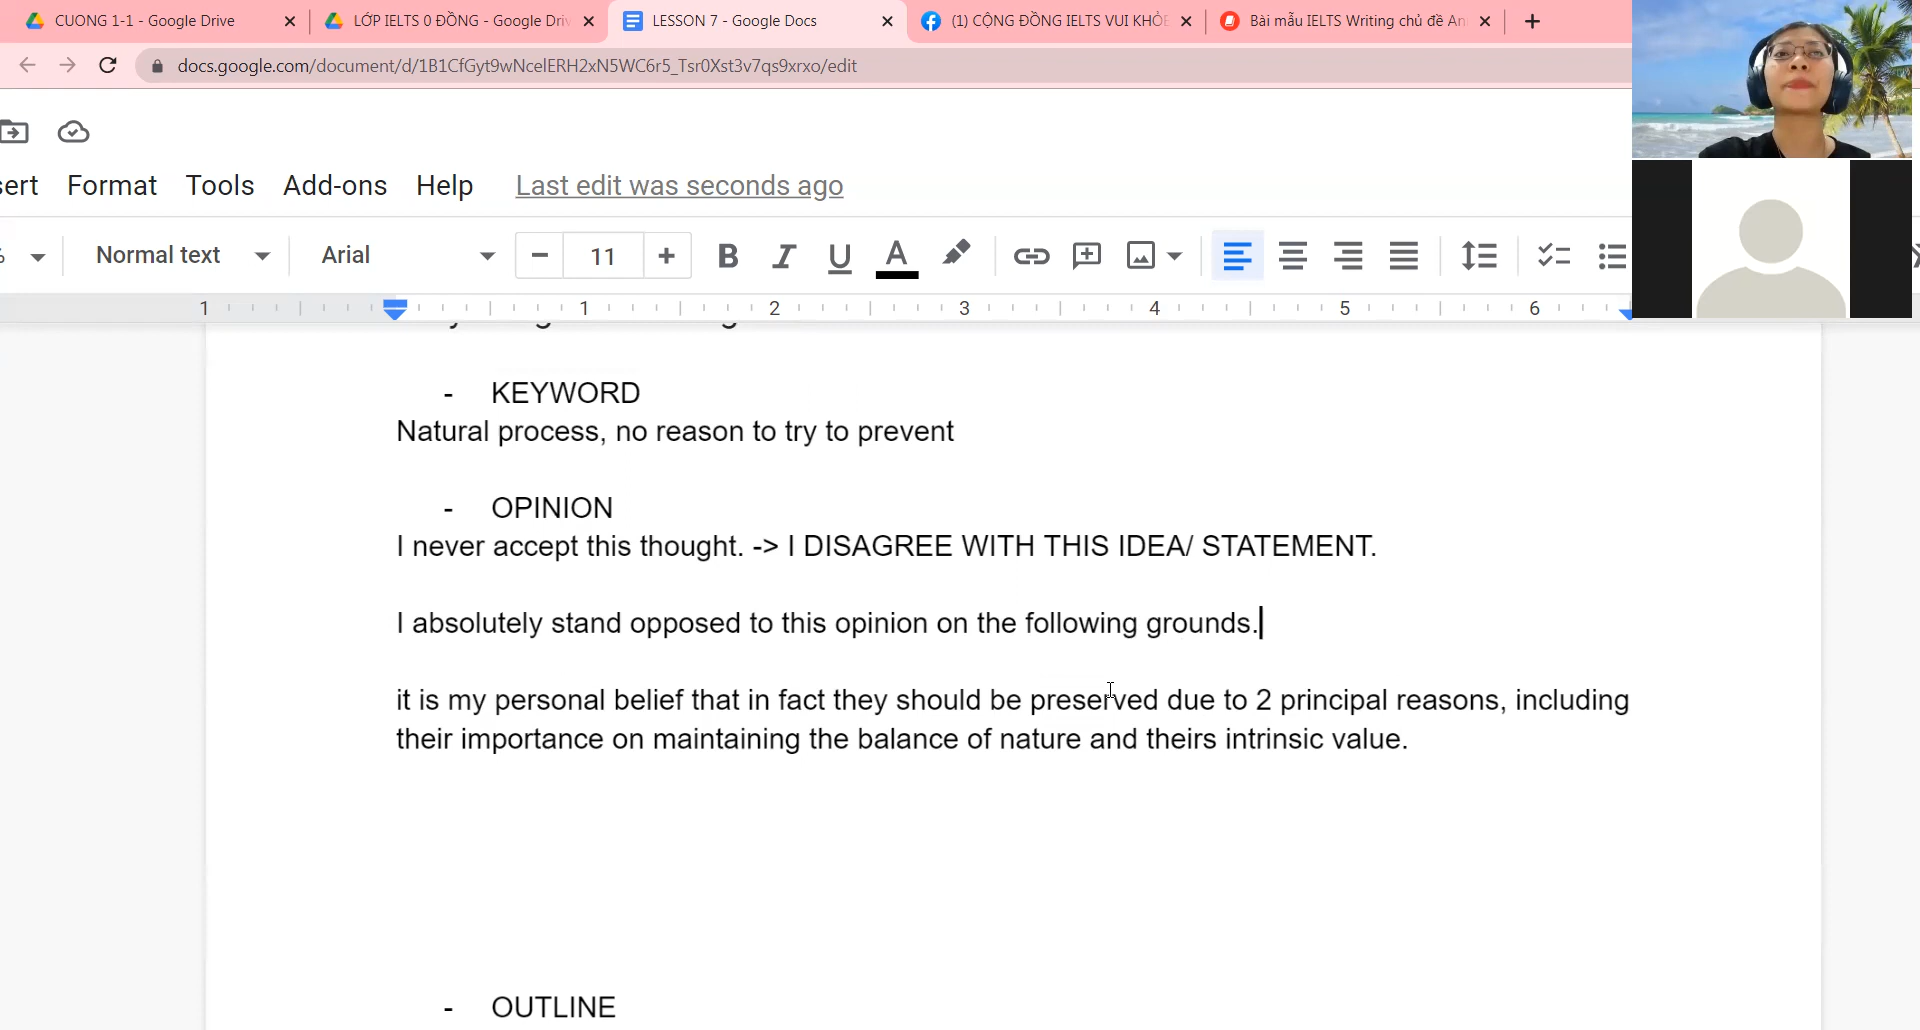 CUONG 1-1 - Google Drive
LỚP IELTS 0 ĐỒNG - Google Driv
LESSON 7 - Google Docs
(1) CỘNG ĐỒNG IELTS VUI KHỎE
Bài mẫu IELTS Writing chủ đề An
docs.google.com/document/d/1B1CfGyt9wNcelERH2xN5WC6r5_Tsr0Xst3v7qs9xrxo/edit
sert Format Tools Add-ons Help Last edit was seconds ago
% Normal text Arial 11 B I U A
1 1 2 3 4 5 6
- KEYWORD
Natural process, no reason to try to prevent
- OPINION
I never accept this thought. -> I DISAGREE WITH THIS IDEA/ STATEMENT.
I absolutely stand opposed to this opinion on the following grounds.
it is my personal belief that in fact they should be preserved due to 2 principal reasons, including
their importance on maintaining the balance of nature and theirs intrinsic value.
- OUTLINE